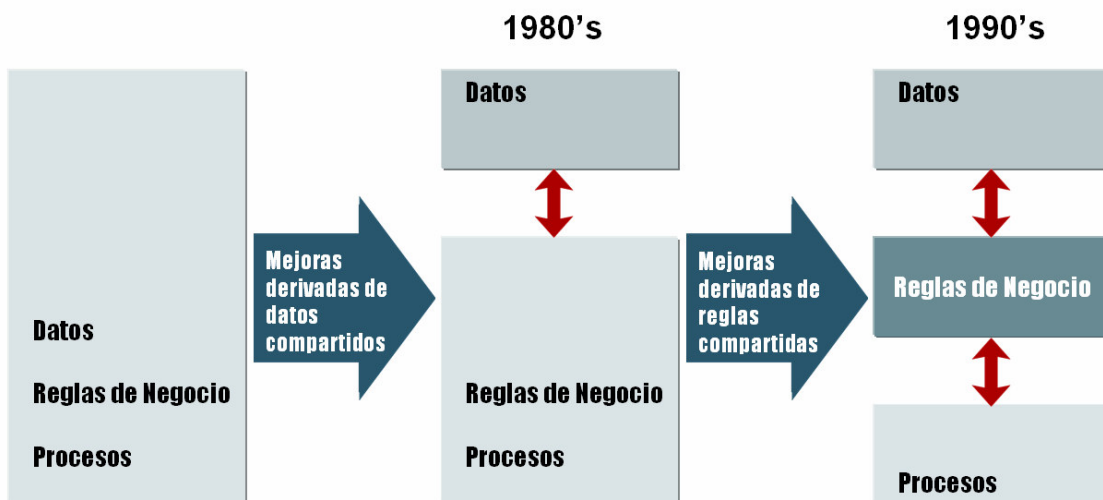 1980’s
1990’s
Datos
Reglas de Negocio
Procesos
Mejoras
derivadas de
datos
compartidos
Datos
Reglas de Negocio
Procesos
Mejoras
derivadas de
reglas
compartidas
Datos
Reglas de Negocio
Procesos